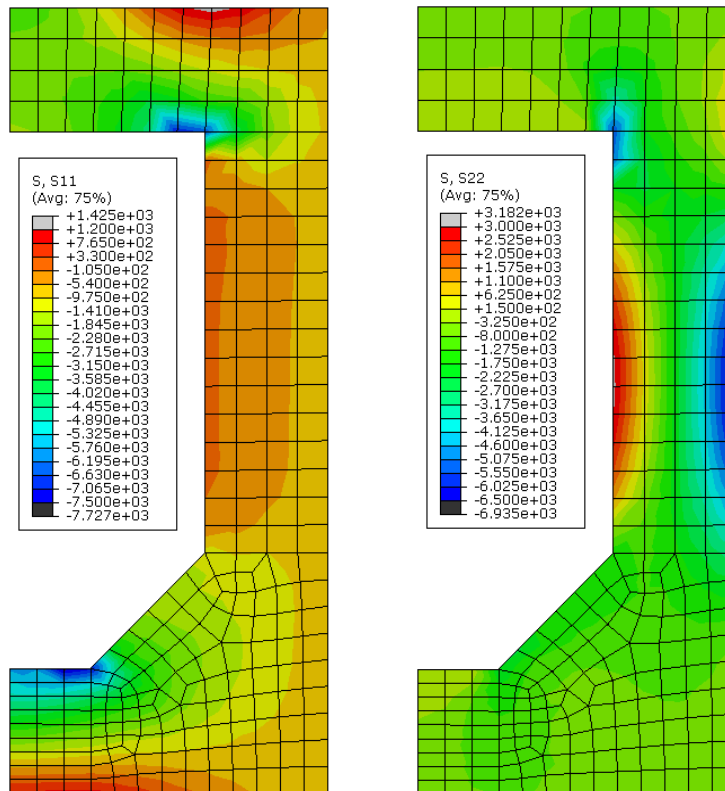 S, S11
(Avg: 75%)
+1.425e+03
+1.200e+03
+7.650e+02
+3.300e+02
-1.050e+02
-5.400e+02
-9.750e+02
-1.410e+03
-1.845e+03
-2.280e+03
-2.715e+03
-3.150e+03
-3.585e+03
-4.020e+03
-4.455e+03
-4.890e+03
-5.325e+03
-5.760e+03
-6.195e+03
-6.630e+03
-7.065e+03
-7.500e+03
-7.727e+03
S, S22
(Avg: 75%)
+3.182e+03
+3.000e+03
+2.525e+03
+2.050e+03
+1.575e+03
+1.100e+03
+6.250e+02
+1.500e+02
-3.250e+02
-8.000e+02
-1.275e+03
-1.750e+03
-2.225e+03
-2.700e+03
-3.175e+03
-3.650e+03
-4.125e+03
-4.600e+03
-5.075e+03
-5.550e+03
-6.025e+03
-6.500e+03
-6.935e+03